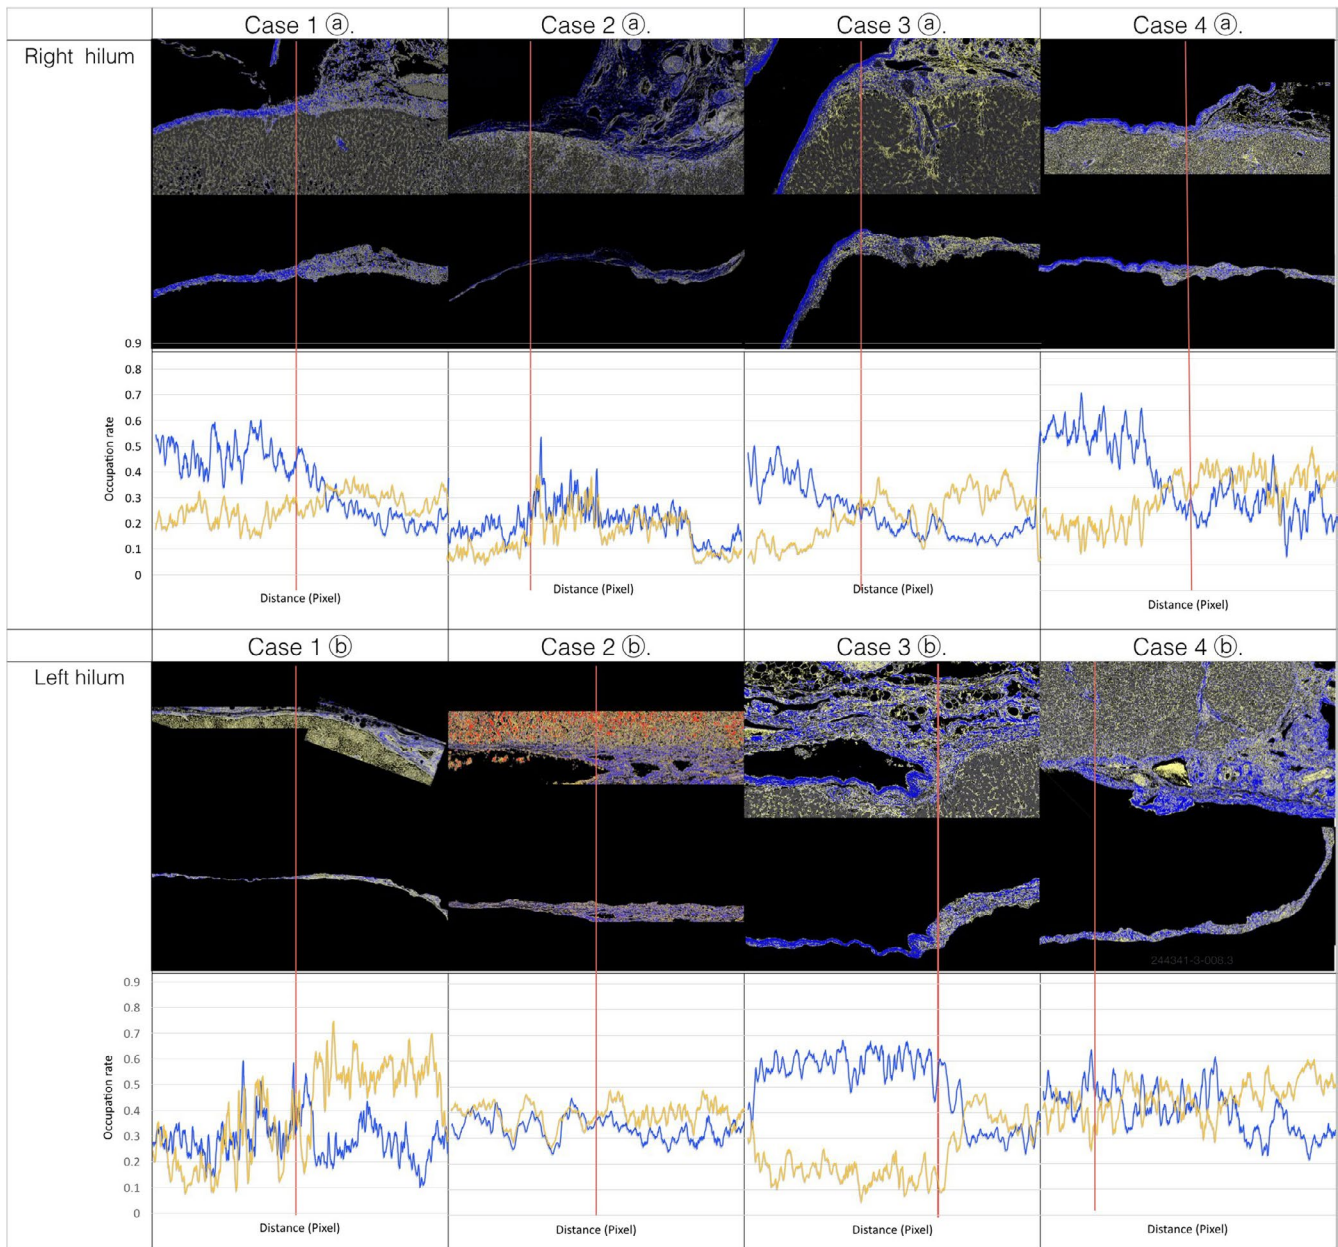 Case 1 ⓐ. Case 2 ⓐ. Case 3 ⓐ. Case 4 ⓐ.
Right hilum
0.9
0.8
0.7
0.6
0.5
0.4
0.3
0.2
0.1
0
Occupation rate
Distance (Pixel) Distance (Pixel) Distance (Pixel) Distance (Pixel)
Case 1 ⓑ Case 2 ⓑ. Case 3 ⓑ. Case 4 ⓑ.
Left hilum
244341-3-008.3
0.9
0.8
0.7
0.6
0.5
0.4
0.3
0.2
0.1
0
Occupation rate
Distance (Pixel) Distance (Pixel) Distance (Pixel) Distance (Pixel)